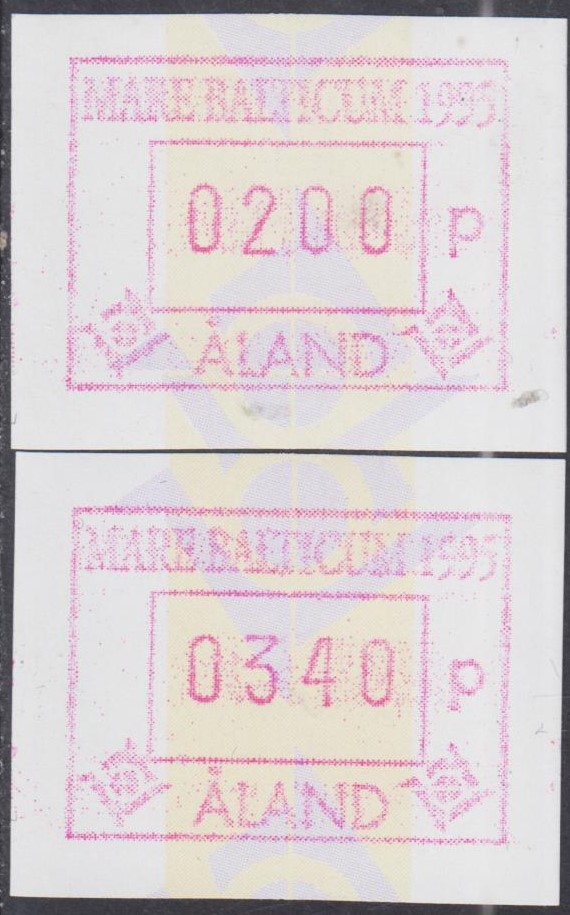 MARE BALTICUM 1995
0200 p
ÅLAND
MARE BALTICUM 1995
0340 p
ÅLAND